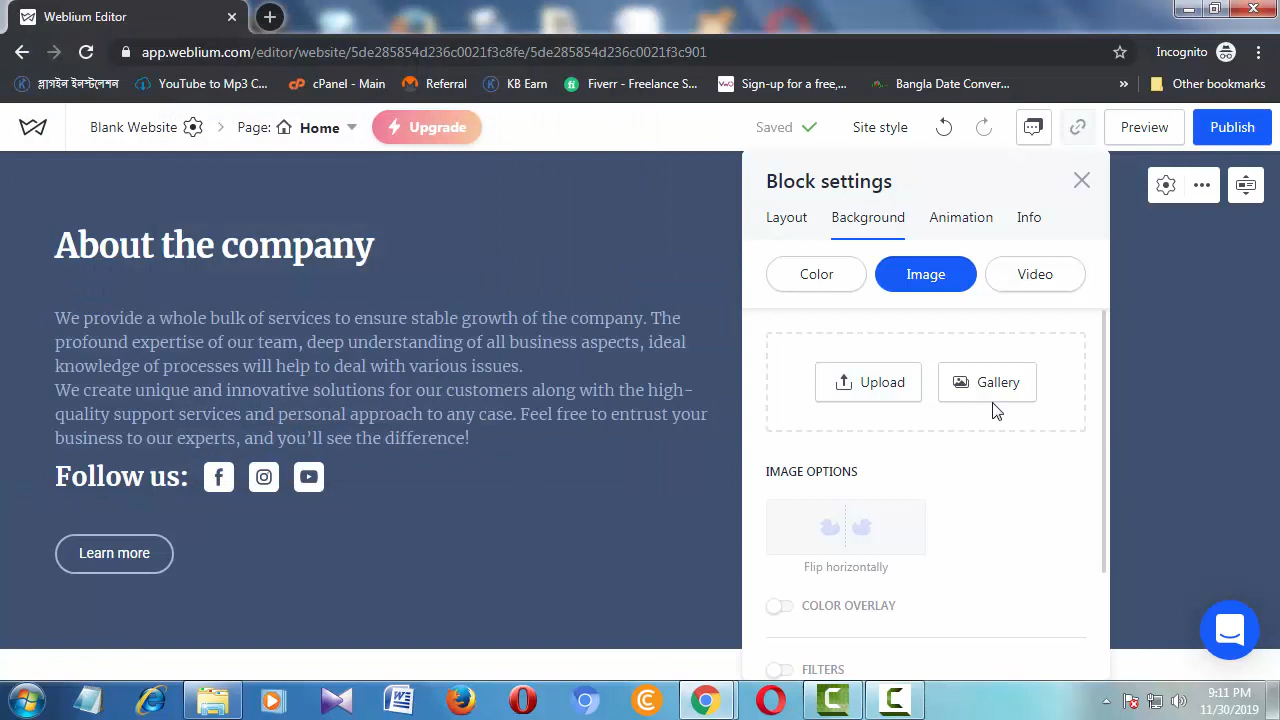 Weblium Editor
app.weblium.com/editor/website/5de285854d236c0021f3c8fe/5de285854d236c0021f3c901
Incognito
প্লাগইন ইনস্টলেশন
YouTube to Mp3 C...
cPanel - Main
Referral
KB Earn
Fiverr - Freelance S...
Sign-up for a free,...
Bangla Date Conver...
»
Other bookmarks
Blank Website
Page: Home
Upgrade
Saved
Site style
Preview
Publish
About the company
We provide a whole bulk of services to ensure stable growth of the company. The
profound expertise of our team, deep understanding of all business aspects, ideal
knowledge of processes will help to deal with various issues.
We create unique and innovative solutions for our customers along with the high-
quality support services and personal approach to any case. Feel free to entrust your
business to our experts, and you'll see the difference!
Follow us:
Learn more
Block settings
Layout
Background
Animation
Info
Color
Image
Video
Upload
Gallery
IMAGE OPTIONS
Flip horizontally
COLOR OVERLAY
FILTERS
9:11 PM
11/30/2019